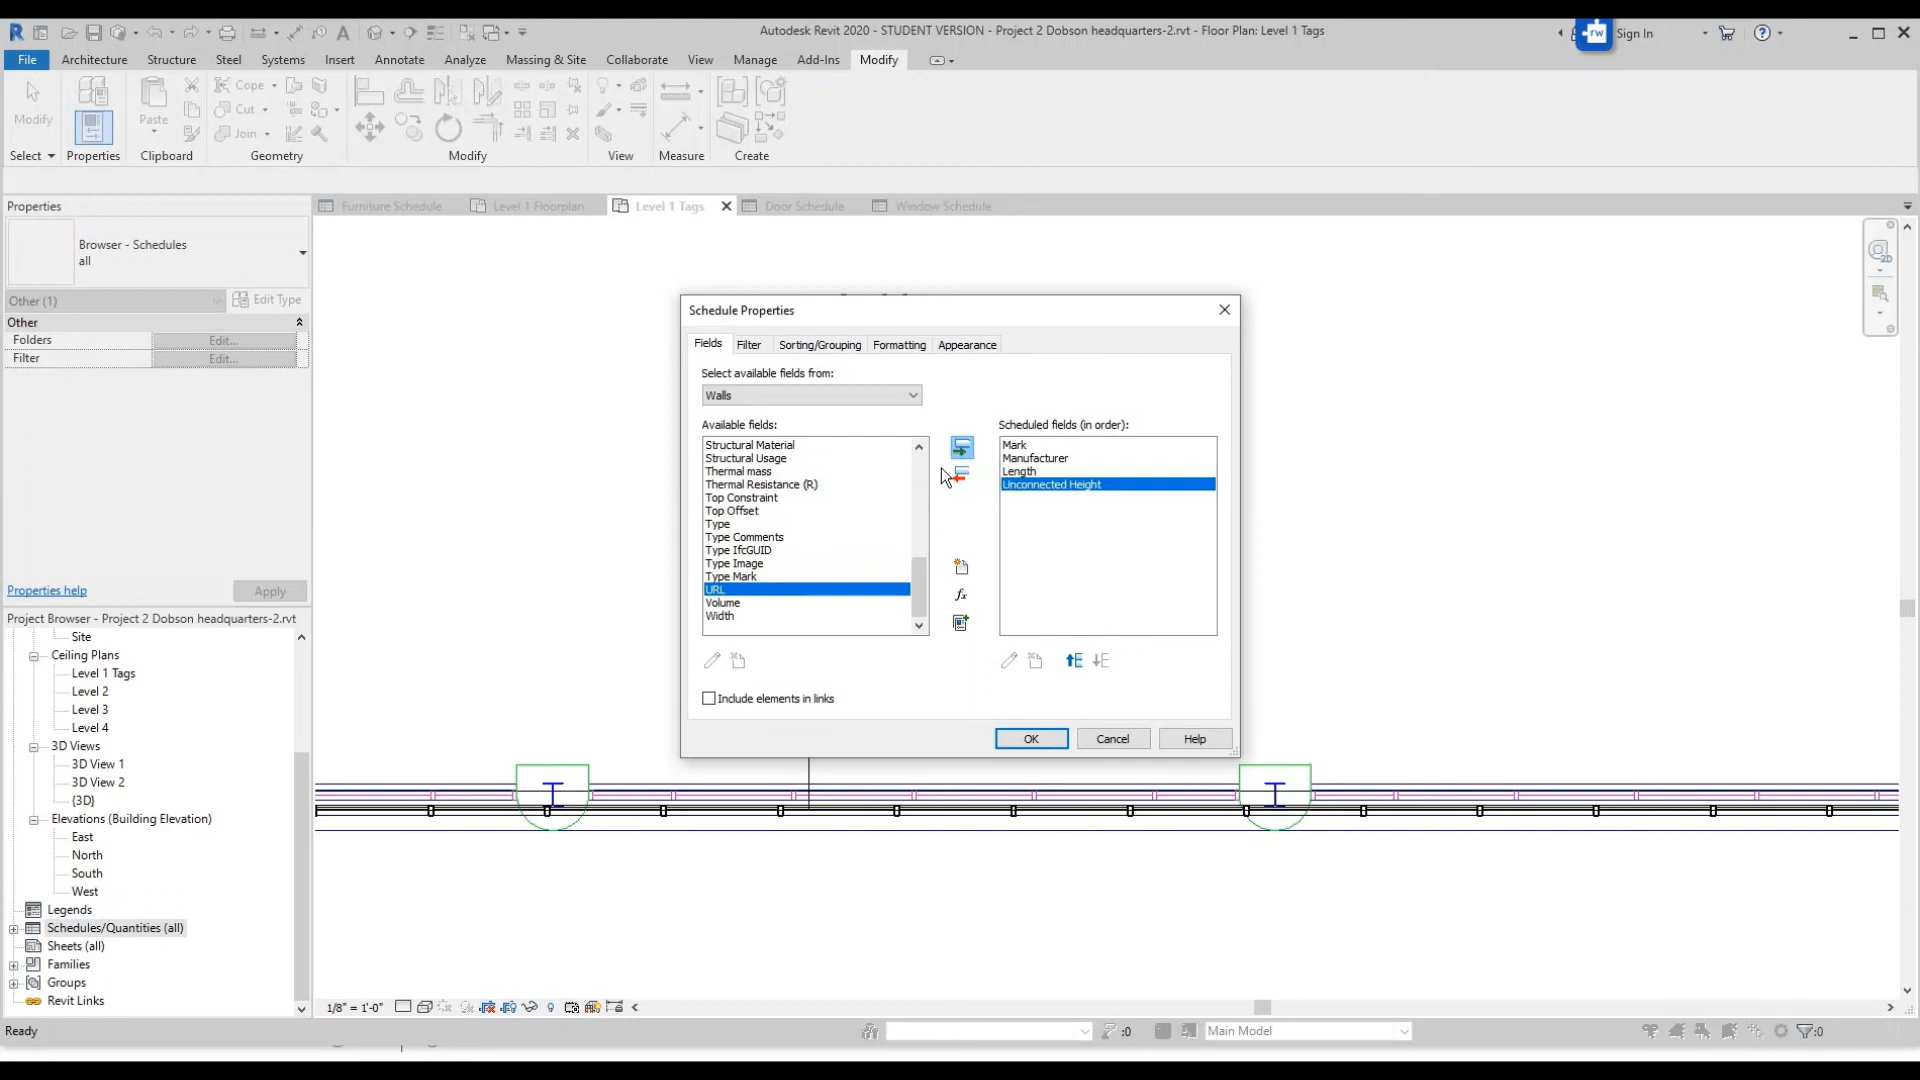 Autodesk Revit 2020 - STUDENT VERSION - Project 2 Dobson headquarters-2.rvt - Floor Plan: Level 1 Tags
rw
Sign In
File Architecture Structure Steel Systems Insert Annotate Analyze Massing & Site Collaborate View Manage Add-Ins Modify
Modify
Paste
Cope
Cut
Join
Select Properties Clipboard Geometry Modify View Measure Create
Properties
Furniture Schedule
Level 1 Floorplan
Level 1 Tags
Door Schedule
Window Schedule
Browser - Schedules
all
Other (1)
Edit Type
Other
Folders Edit...
Filter Edit...
Properties help
Apply
Project Browser - Project 2 Dobson headquarters-2.rvt
Site
Ceiling Plans
Level 1 Tags
Level 2
Level 3
Level 4
3D Views
3D View 1
3D View 2
{3D}
Elevations (Building Elevation)
East
North
South
West
Legends
Schedules/Quantities (all)
Sheets (all)
Families
Groups
Revit Links
2D
Schedule Properties
Fields Filter Sorting/Grouping Formatting Appearance
Select available fields from:
Walls
Available fields:
Structural Material
Structural Usage
Thermal mass
Thermal Resistance (R)
Top Constraint
Top Offset
Type
Type Comments
Type IfcGUID
Type Image
Type Mark
URL
Volume
Width
fx
Scheduled fields (in order):
Mark
Manufacturer
Length
Unconnected Height
Include elements in links
OK
Cancel
Help
1/8" = 1'-0"
Ready
:0
Main Model
:0